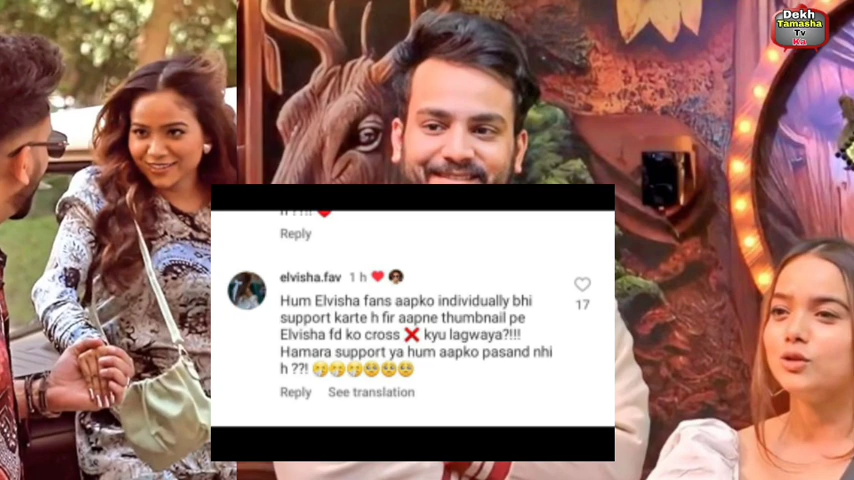 Dekh
Tamasha
Tv
Ka
h ??!!
Reply
elvisha.fav 1 h
Hum Elvisha fans aapko individually bhi
support karte h fir aapne thumbnail pe
Elvisha fd ko cross ❌ kyu lagwaya?!!!
Hamara support ya hum aapko pasand nhi
h ??!
17
Reply See translation